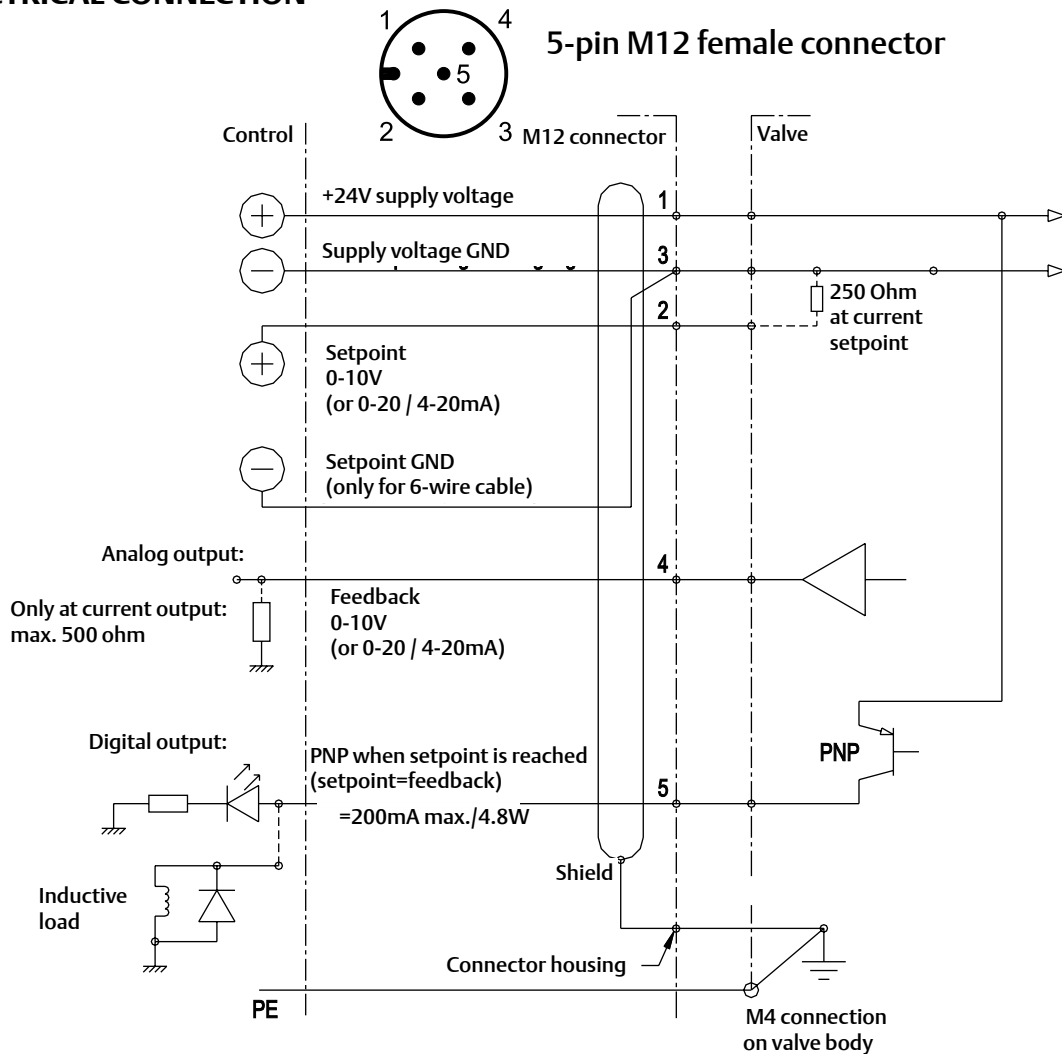 1 4
5-pin M12 female connector
5
2 3
Control
M12 connector
Valve
+24V supply voltage
1
Supply voltage GND
3
250 Ohm
at current
setpoint
2
Setpoint
0-10V
(or 0-20 / 4-20mA)
Setpoint GND
(only for 6-wire cable)
Analog output:
4
Only at current output:
max. 500 ohm
Feedback
0-10V
(or 0-20 / 4-20mA)
Digital output:
PNP when setpoint is reached
(setpoint=feedback)
=200mA max./4.8W
PNP
5
Shield
Inductive
load
Connector housing
PE
M4 connection
on valve body